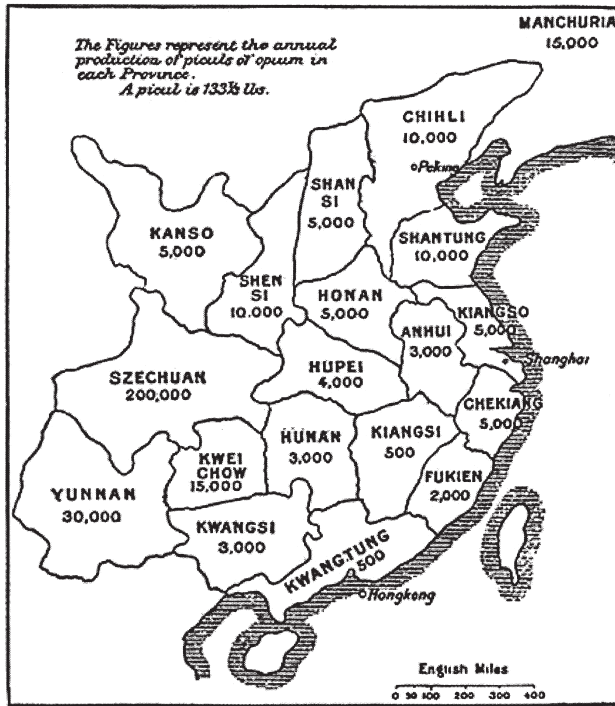 MANCHURIA
15,000
The Figures represent the annual
production of piculs of opium in
each Province.
A picul is 133⅓ lbs.
CHIHLI
10,000
Peking
SHAN
SI
5,000
KANSO
5,000
SHANTUNG
10,000
SHEN
SI
10.000
HONAN
5,000
KIANGSO
5,000
ANHUI
3,000
Shanghai
HUPEI
4,000
SZECHUAN
200,000
CHEKIANG
5,000
HUNAN
3,000
KIANGSI
500
KWEI
CHOW
15,000
FUKIEN
2,000
YUNNAN
30,000
KWANGSI
3,000
KWANGTUNG
500
Hongkong
English Miles
0 50 100 200 300 400